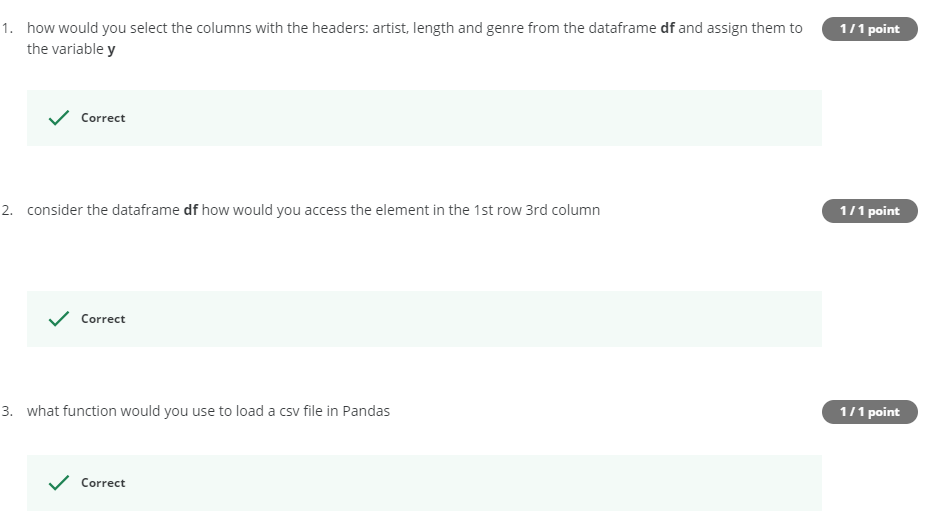 1. how would you select the columns with the headers: artist, length and genre from the dataframe df and assign them to
the variable y
1 / 1 point
Correct
2. consider the dataframe df how would you access the element in the 1st row 3rd column
1 / 1 point
Correct
3. what function would you use to load a csv file in Pandas
1 / 1 point
Correct